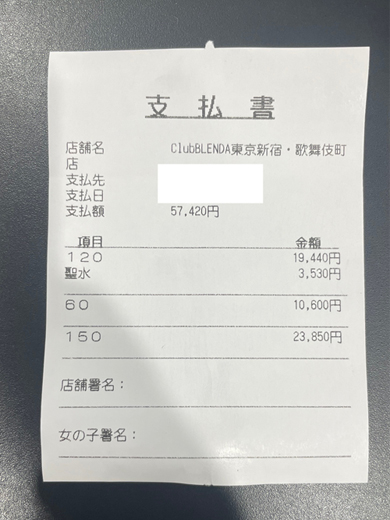 支払書
店舗名 ClubBLENDA東京新宿・歌舞伎町
店
支払先
支払日
支払額 57,420円
項目 金額
120 19,440円
聖水 3,530円
60 10,600円
150 23,850円
店舗署名：
女の子署名：